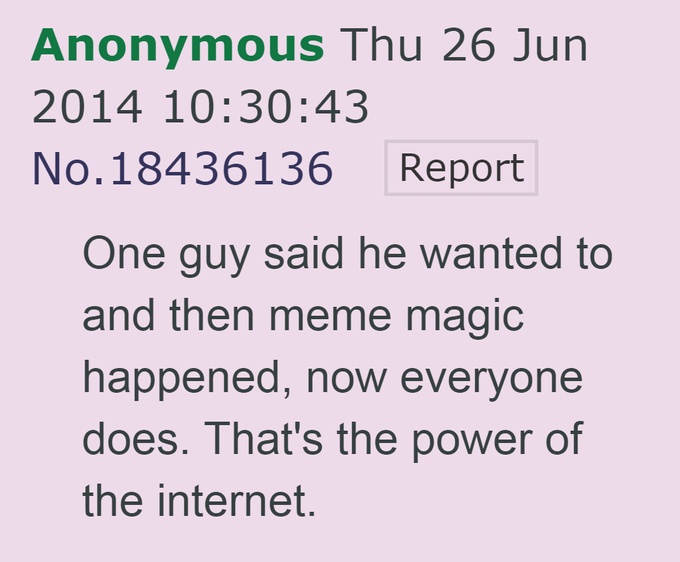 Anonymous Thu 26 Jun
2014 10:30:43
No.18436136 Report
One guy said he wanted to
and then meme magic
happened, now everyone
does. That's the power of
the internet.